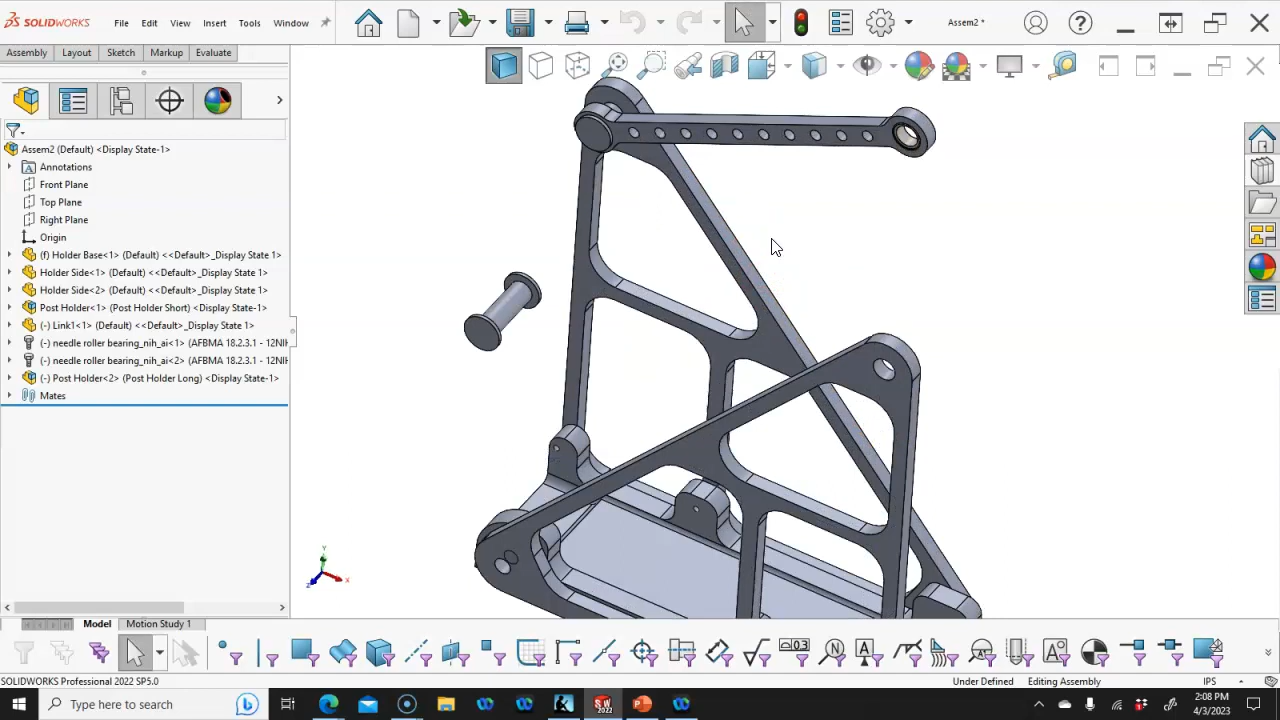 SOLIDWORKS File Edit View Insert Tools Window Assem2 *
Assembly Layout Sketch Markup Evaluate
Assem2 (Default) <Display State-1>
Annotations
Front Plane
Top Plane
Right Plane
Origin
(f) Holder Base<1> (Default) <<Default>_Display State 1>
Holder Side<1> (Default) <<Default>_Display State 1>
Holder Side<2> (Default) <<Default>_Display State 1>
Post Holder<1> (Post Holder Short) <Display State-1>
(-) Link1<1> (Default) <<Default>_Display State 1>
(-) needle roller bearing_nih_ai<1> (AFBMA 18.2.3.1 - 12NIH
(-) needle roller bearing_nih_ai<2> (AFBMA 18.2.3.1 - 12NIH
(-) Post Holder<2> (Post Holder Long) <Display State-1>
Mates
Y
X
Z
Model Motion Study 1
SOLIDWORKS Professional 2022 SP5.0 Under Defined Editing Assembly IPS
Type here to search
2:08 PM
4/3/2023